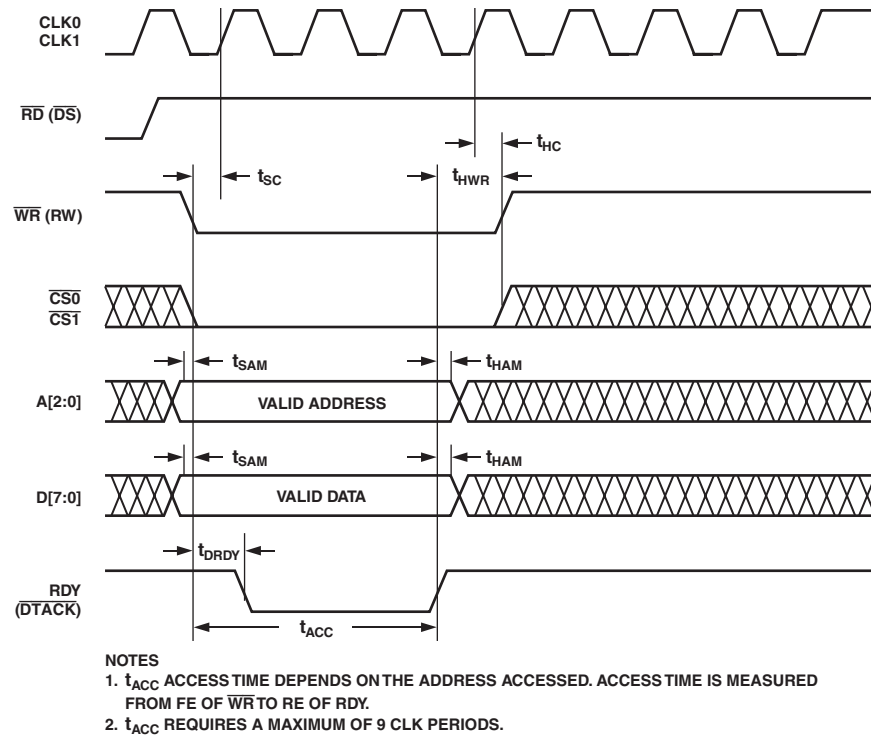 CLK0
CLK1
RD (DS)
tHC
tSC
tHWR
WR (RW)
CS0
CS1
tSAM
tHAM
A[2:0]
VALID ADDRESS
tSAM
tHAM
D[7:0]
VALID DATA
tDRDY
RDY
(DTACK)
tACC
NOTES
1. tACC ACCESS TIME DEPENDS ON THE ADDRESS ACCESSED. ACCESS TIME IS MEASURED
FROM FE OF WR TO RE OF RDY.
2. tACC REQUIRES A MAXIMUM OF 9 CLK PERIODS.